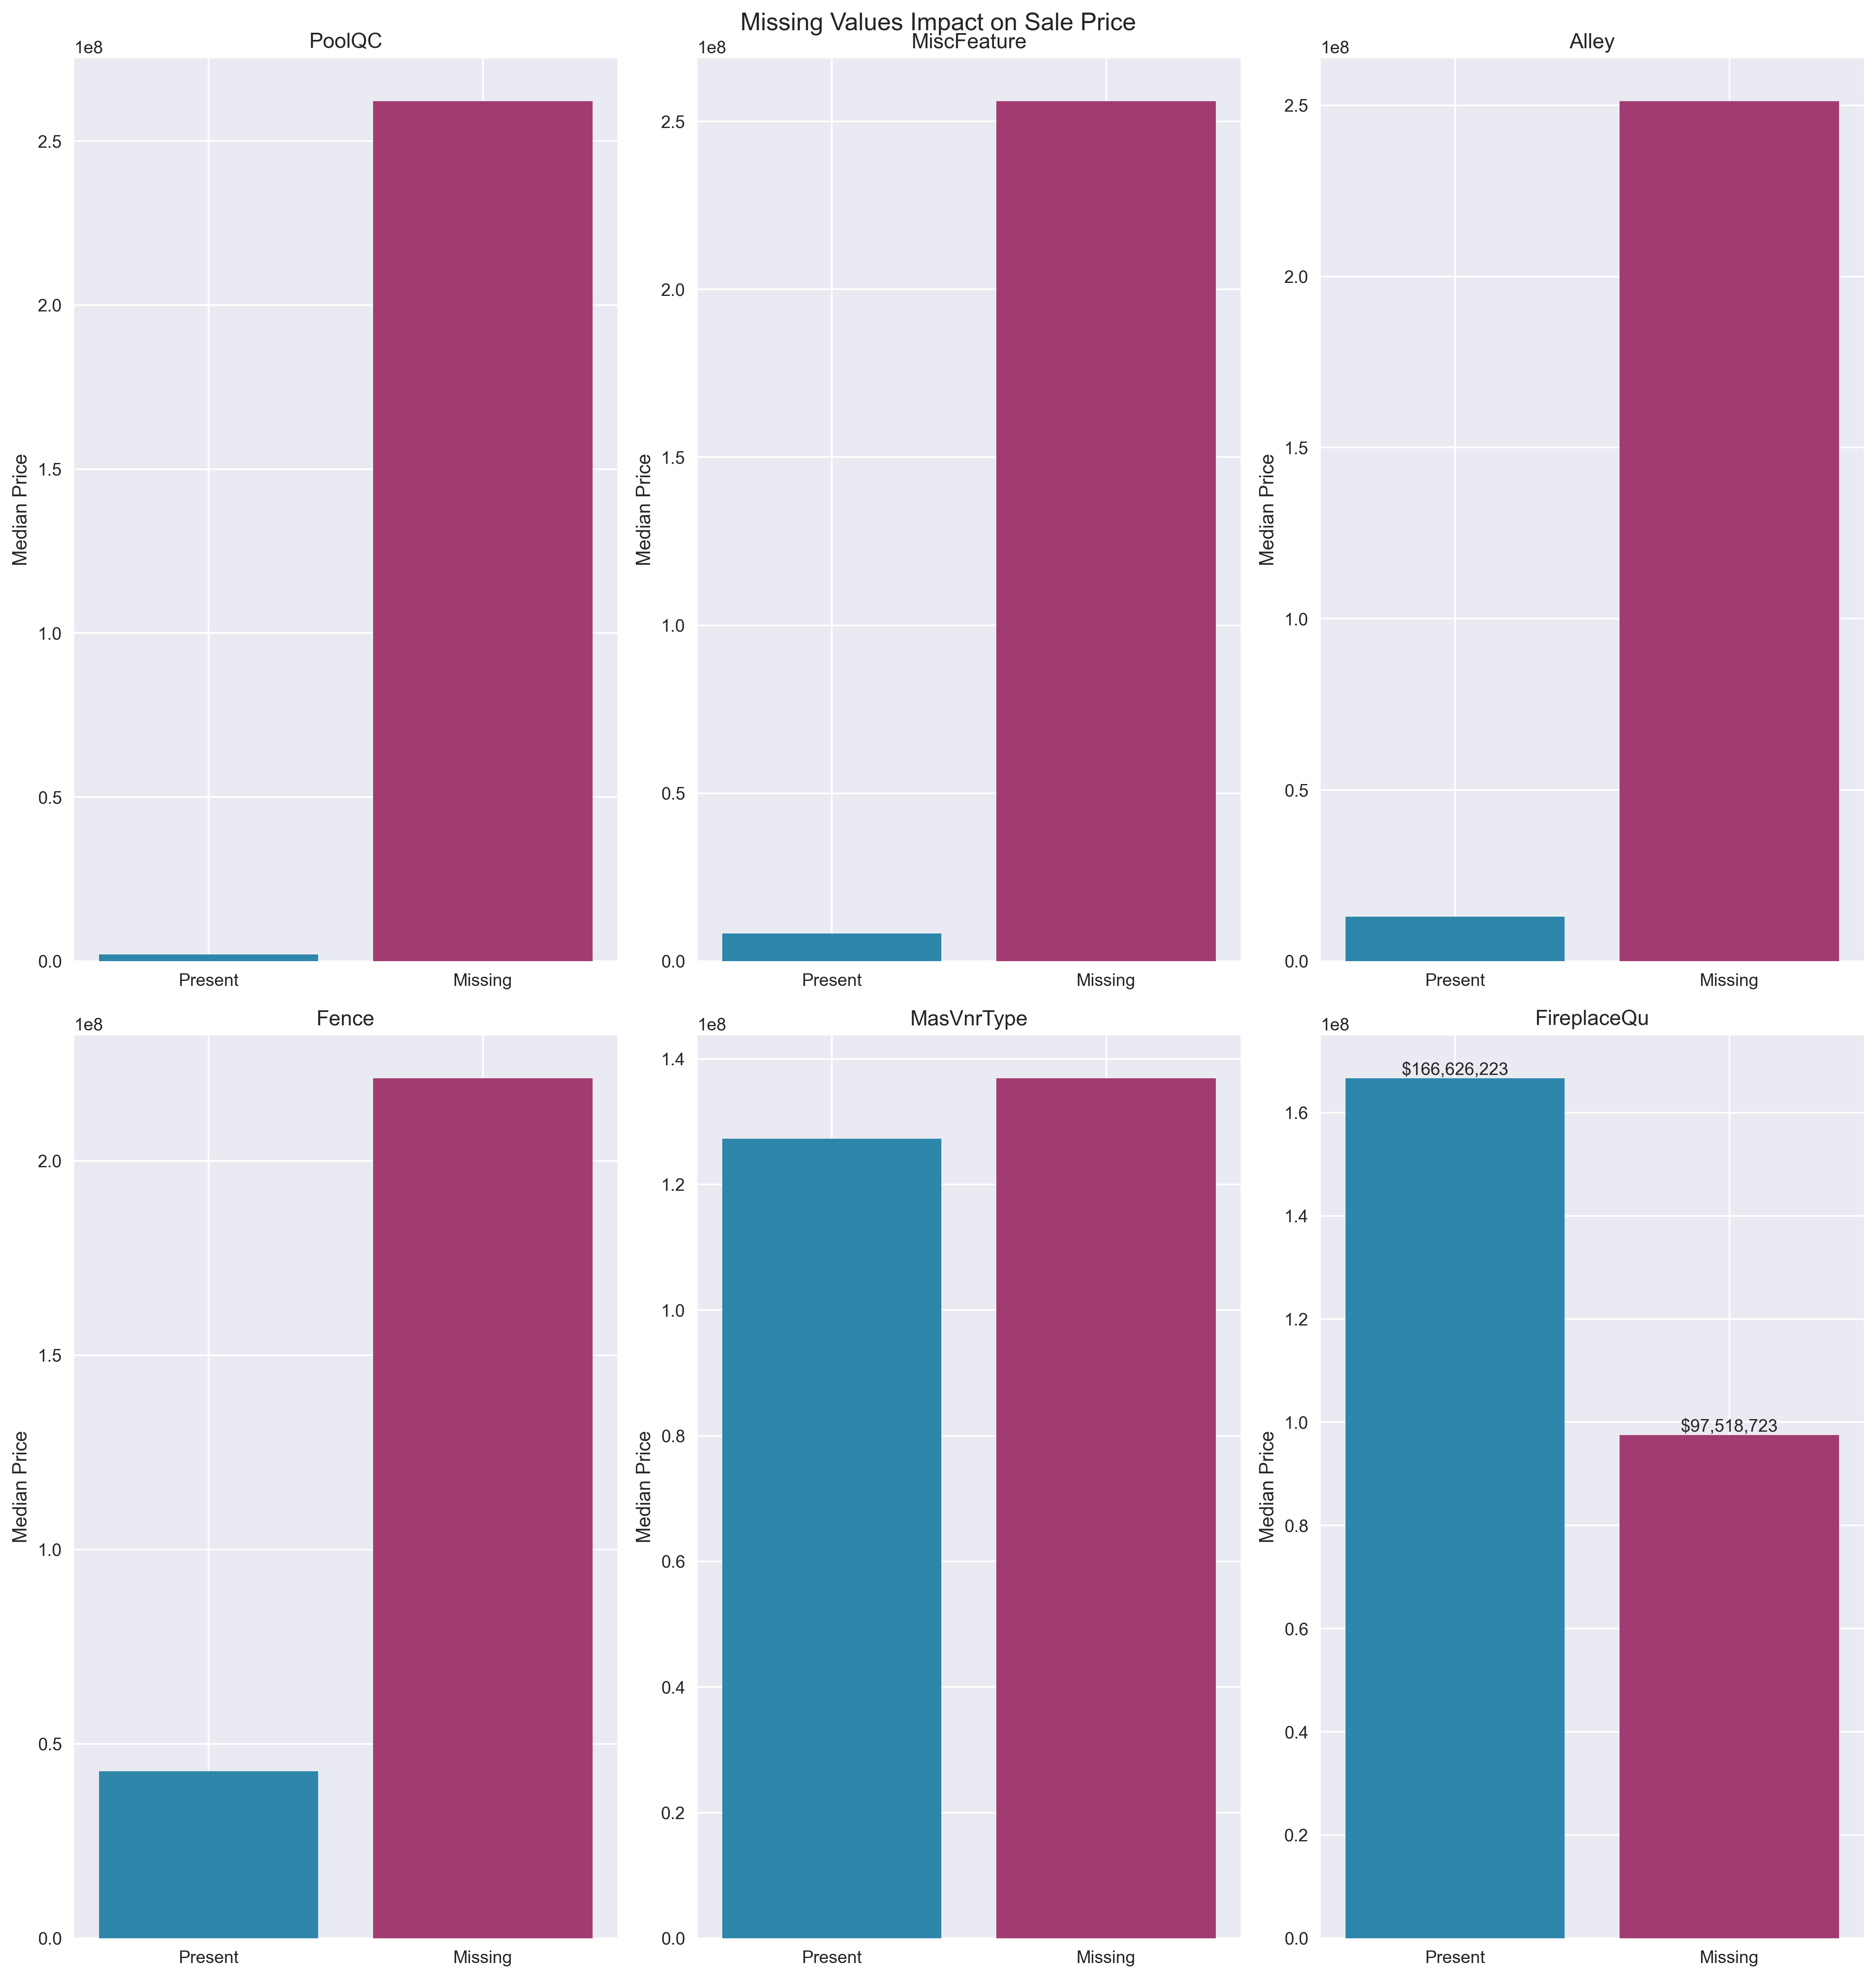 Missing Values Impact on Sale Price
PoolQC
1e8
Median Price
2.5
2.0
1.5
1.0
0.5
0.0
Present Missing
MiscFeature
1e8
Median Price
2.5
2.0
1.5
1.0
0.5
0.0
Present Missing
Alley
1e8
Median Price
2.5
2.0
1.5
1.0
0.5
0.0
Present Missing
Fence
1e8
Median Price
2.0
1.5
1.0
0.5
0.0
Present Missing
MasVnrType
1e8
Median Price
1.4
1.2
1.0
0.8
0.6
0.4
0.2
0.0
Present Missing
FireplaceQu
1e8
Median Price
$166,626,223
$97,518,723
1.6
1.4
1.2
1.0
0.8
0.6
0.4
0.2
0.0
Present Missing